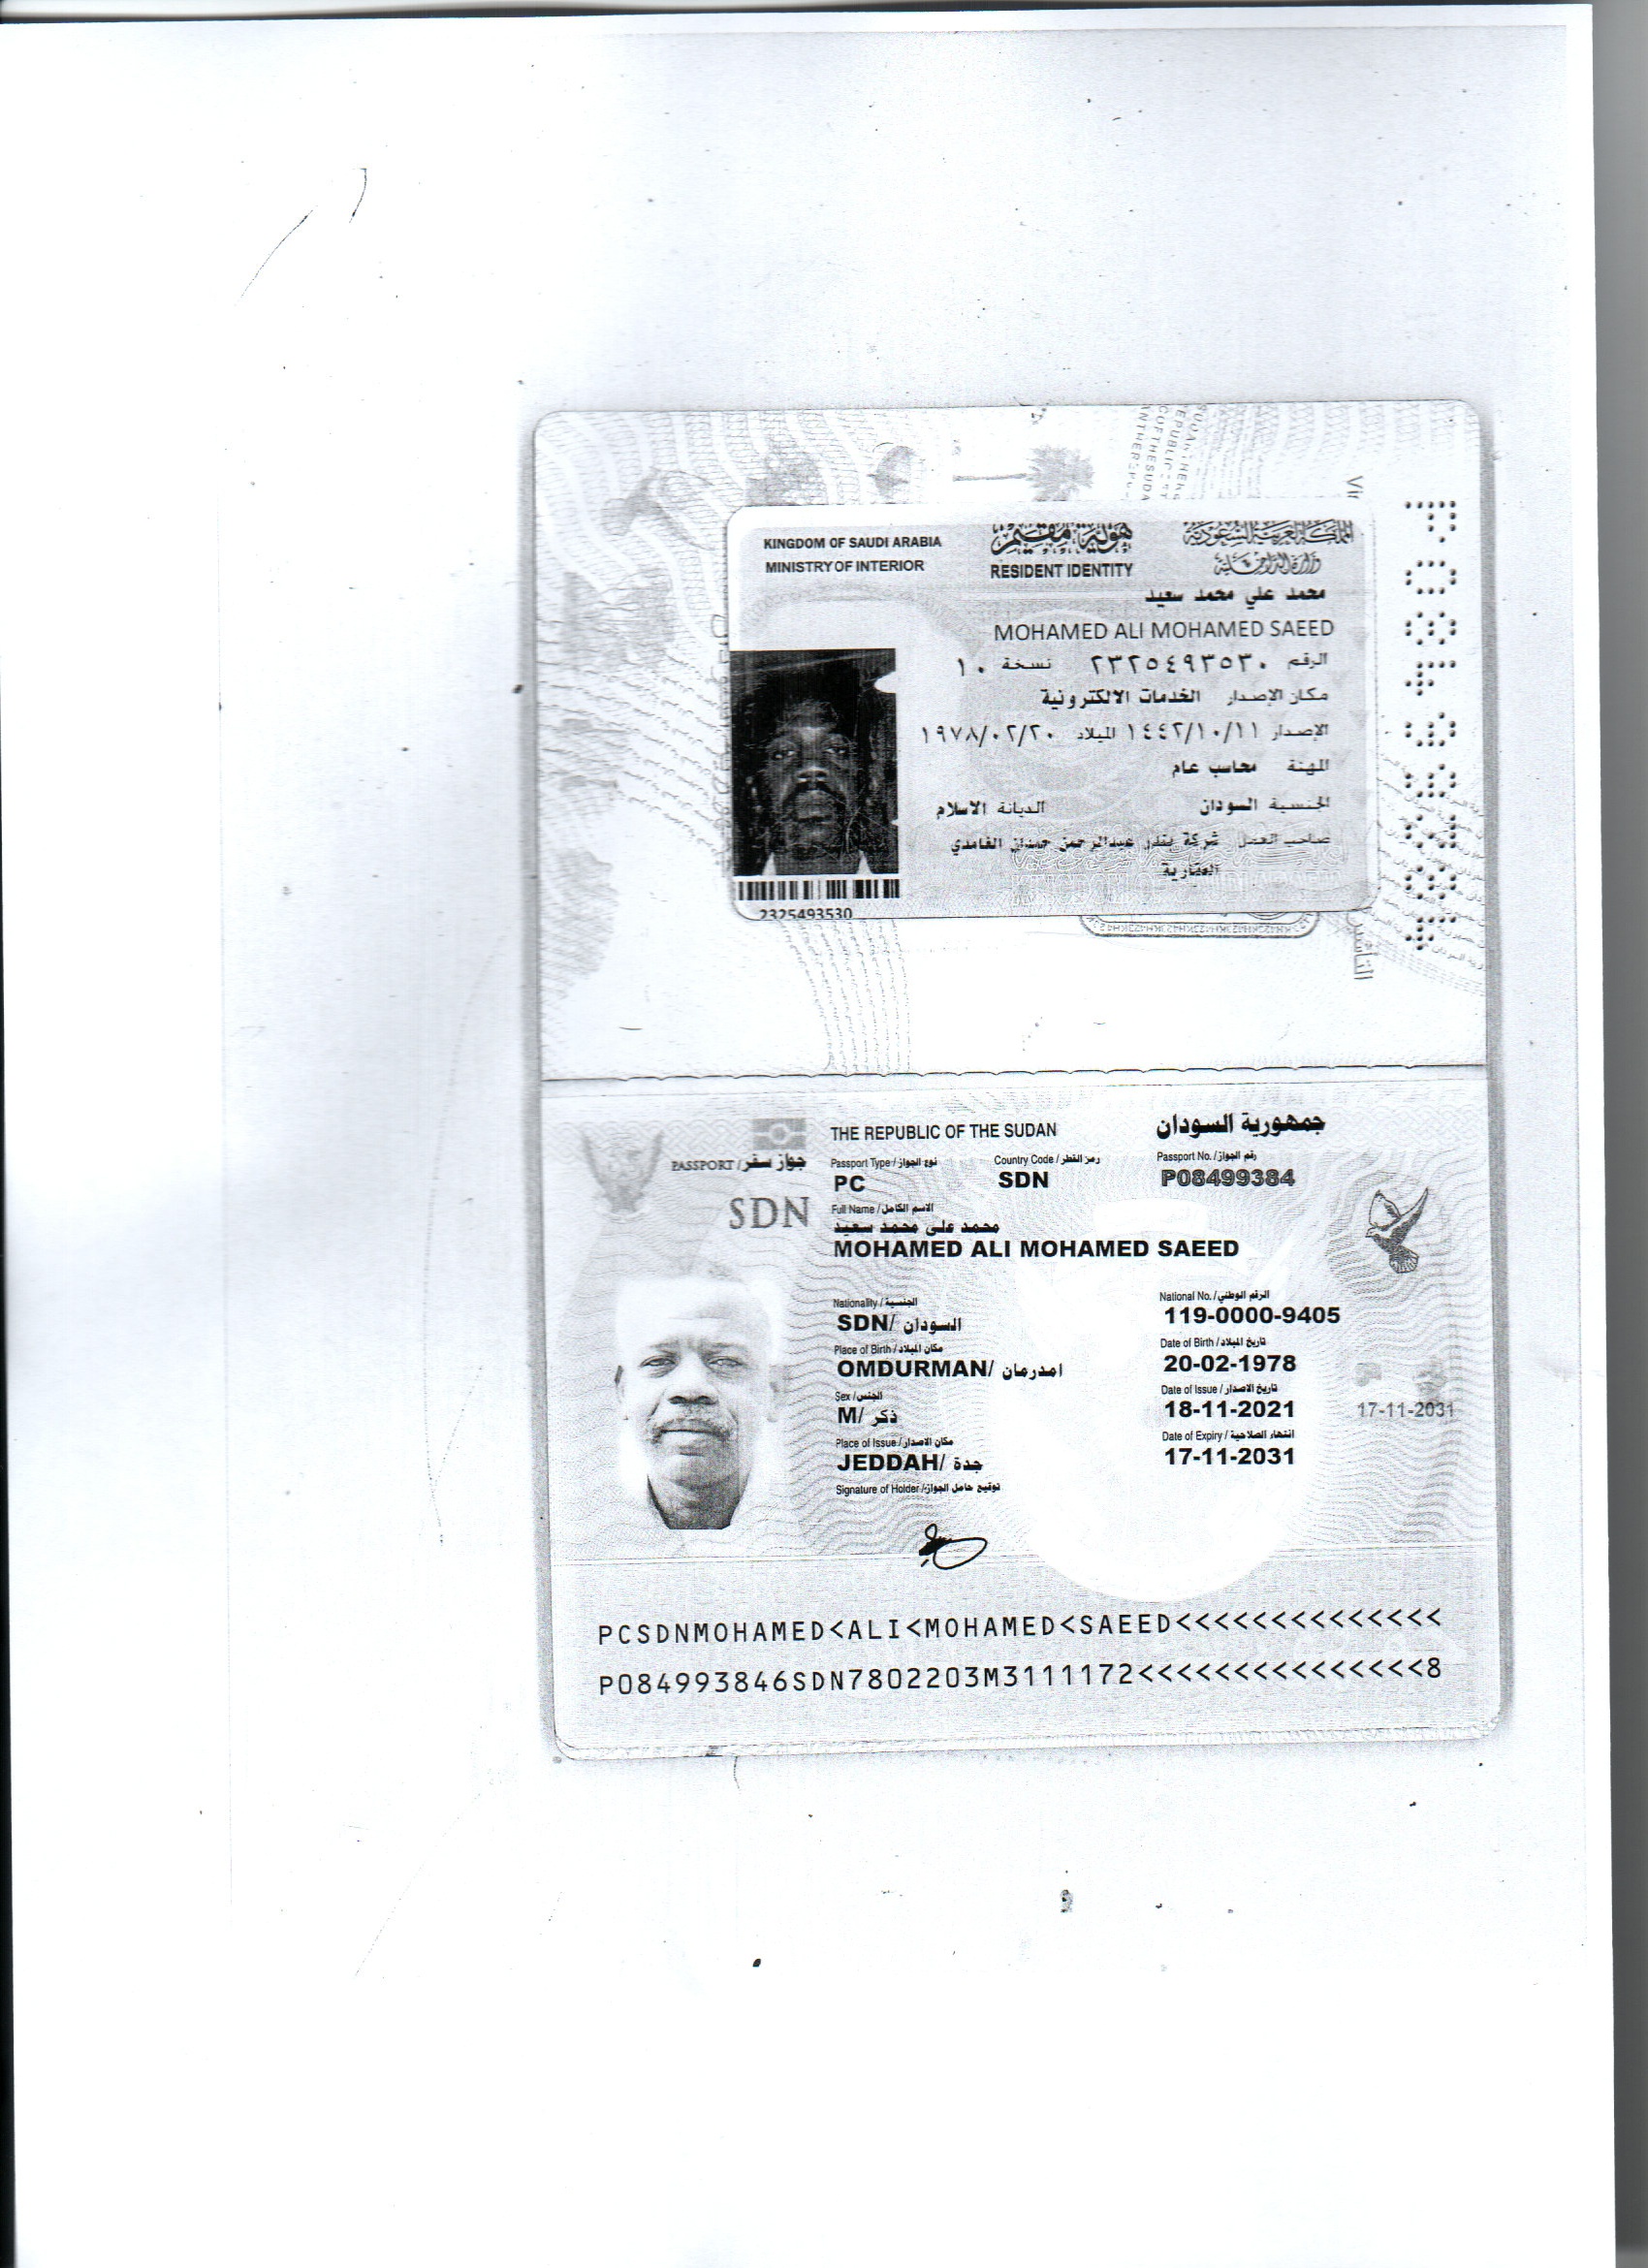 KINGDOM OF SAUDI ARABIA هوية مقيم المملكة العربية السعودية
MINISTRY OF INTERIOR RESIDENT IDENTITY وزارة الداخلية
محمد علي محمد سعيد
MOHAMED ALI MOHAMED SAEED
الرقم ٢٣٢٥٤٩٣٥٣٠ نسخة ١٠
مكان الإصدار الخدمات الالكترونية
الإصدار ١٤٤٢/١٠/١١ الميلاد ١٩٧٨/٠٢/٢٠
المهنة محاسب عام
الجنسية السودان الديانة الاسلام
صاحب العمل شركة بندر عبدالرحمن حمدان الغامدي
العقارية
2325493530
التأشير
THE REPUBLIC OF THE SUDAN جمهورية السودان
PASSPORT / جواز سفر
Passport Type / نوع الجواز Country Code / رمز القطر Passport No. / رقم الجواز
PC SDN P08499384
SDN
Full Name / الاسم الكامل
محمد على محمد سعيد
MOHAMED ALI MOHAMED SAEED
Nationality / الجنسية National No. / الرقم الوطني
SDN/ السودان 119-0000-9405
Place of Birth / مكان الميلاد Date of Birth / تاريخ الميلاد
OMDURMAN/ امدرمان 20-02-1978
Sex / الجنس Date of Issue / تاريخ الاصدار
M/ ذكر 18-11-2021 17-11-2031
Place of Issue / مكان الاصدار Date of Expiry / انتهاء الصلاحية
JEDDAH/ جدة 17-11-2031
Signature of Holder / توقيع حامل الجواز
PCSDNMOHAMED<ALI<MOHAMED<SAEED<<<<<<<<<<<<<<
P084993846SDN7802203M3111172<<<<<<<<<<<<<<<8